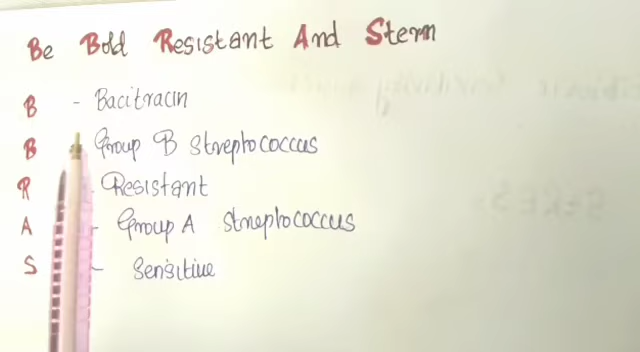 Be Bold Resistant And Stern
B - Bacitracin
B Group B Streptococcus
R - Resistant
A - Group A Streptococcus
S - Sensitive